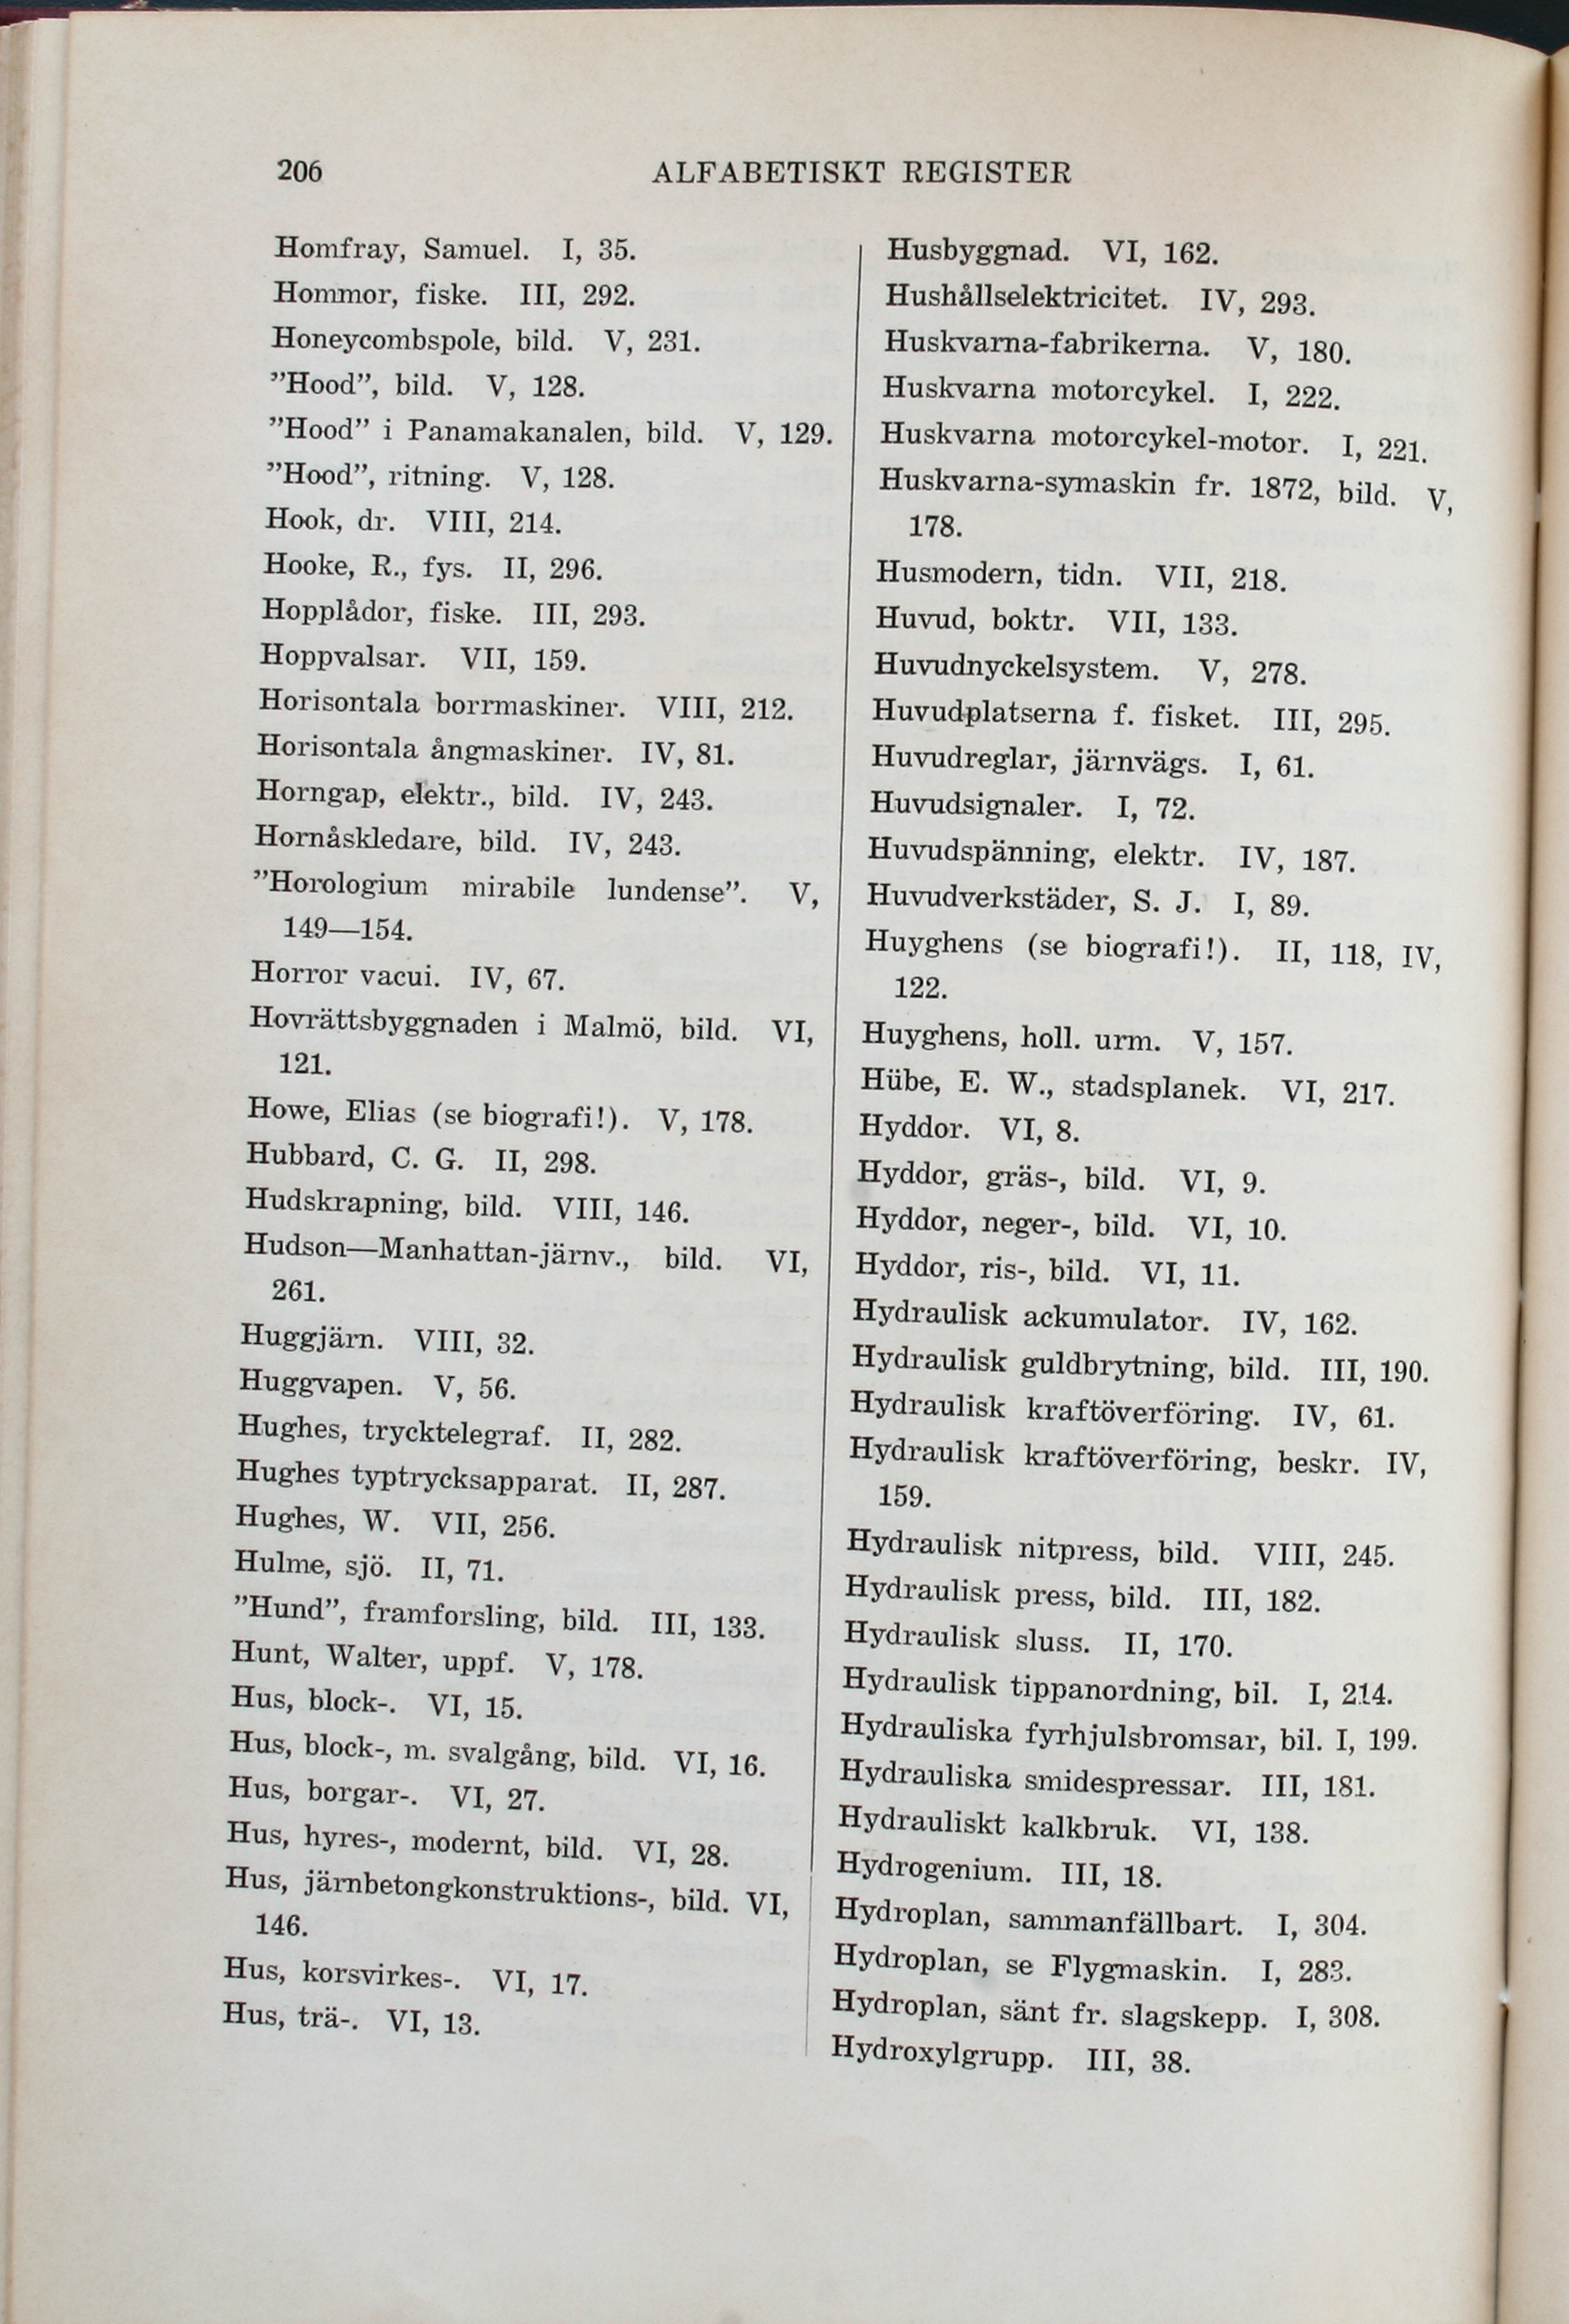 206
ALFABETISKT REGISTER
Homfray, Samuel. I, 35.
Hommor, fiske. III, 292.
Honeycombspole, bild. V, 231.
”Hood”, bild. V, 128.
”Hood” i Panamakanalen, bild. V, 129.
”Hood”, ritning. V, 128.
Hook, dr. VIII, 214.
Hooke, R., fys. II, 296.
Hopplådor, fiske. III, 293.
Hoppvalsar. VII, 159.
Horisontala borrmaskiner. VIII, 212.
Horisontala ångmaskiner. IV, 81.
Horngap, elektr., bild. IV, 243.
Hornåskledare, bild. IV, 243.
”Horologium mirabile lundense”. V,
149—154.
Horror vacui. IV, 67.
Hovrättsbyggnaden i Malmö, bild. VI,
121.
Howe, Elias (se biografi!). V, 178.
Hubbard, C. G. II, 298.
Hudskrapning, bild. VIII, 146.
Hudson—Manhattan-järnv., bild. VI,
261.
Huggjärn. VIII, 32.
Huggvapen. V, 56.
Hughes, trycktelegraf. II, 282.
Hughes typtrycksapparat. II, 287.
Hughes, W. VII, 256.
Hulme, sjö. II, 71.
”Hund”, framforsling, bild. III, 133.
Hunt, Walter, uppf. V, 178.
Hus, block-. VI, 15.
Hus, block-, m. svalgång, bild. VI, 16.
Hus, borgar-. VI, 27.
Hus, hyres-, modernt, bild. VI, 28.
Hus, järnbetongkonstruktions-, bild. VI,
146.
Hus, korsvirkes-. VI, 17.
Hus, trä-. VI, 13.
Husbyggnad. VI, 162.
Hushållselektricitet. IV, 293.
Huskvarna-fabrikerna. V, 180.
Huskvarna motorcykel. I, 222.
Huskvarna motorcykel-motor. I, 221.
Huskvarna-symaskin fr. 1872, bild. V,
178.
Husmodern, tidn. VII, 218.
Huvud, boktr. VII, 133.
Huvudnyckelsystem. V, 278.
Huvudplatserna f. fisket. III, 295.
Huvudreglar, järnvägs. I, 61.
Huvudsignaler. I, 72.
Huvudspänning, elektr. IV, 187.
Huvudverkstäder, S. J. I, 89.
Huyghens (se biografi!). II, 118, IV,
122.
Huyghens, holl. urm. V, 157.
Hübe, E. W., stadsplanek. VI, 217.
Hyddor. VI, 8.
Hyddor, gräs-, bild. VI, 9.
Hyddor, neger-, bild. VI, 10.
Hyddor, ris-, bild. VI, 11.
Hydraulisk ackumulator. IV, 162.
Hydraulisk guldbrytning, bild. III, 190.
Hydraulisk kraftöverföring. IV, 61.
Hydraulisk kraftöverföring, beskr. IV,
159.
Hydraulisk nitpress, bild. VIII, 245.
Hydraulisk press, bild. III, 182.
Hydraulisk sluss. II, 170.
Hydraulisk tippanordning, bil. I, 214.
Hydrauliska fyrhjulsbromsar, bil. I, 199.
Hydrauliska smidespressar. III, 181.
Hydrauliskt kalkbruk. VI, 138.
Hydrogenium. III, 18.
Hydroplan, sammanfällbart. I, 304.
Hydroplan, se Flygmaskin. I, 283.
Hydroplan, sänt fr. slagskepp. I, 308.
Hydroxylgrupp. III, 38.